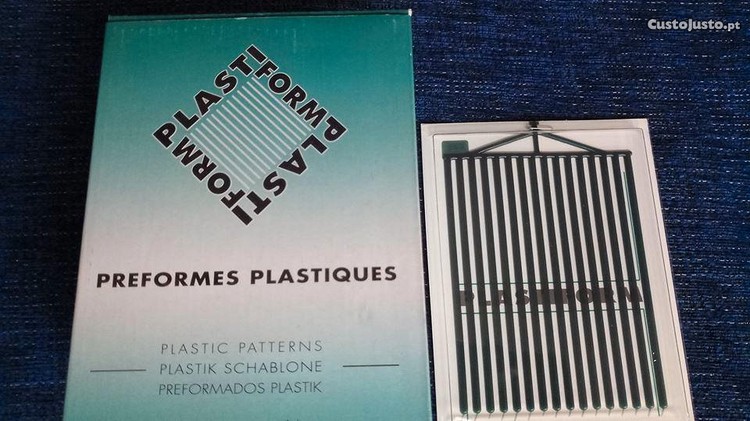 CustoJusto.pt
PLASTIFORM
PLASTIFORM
PREFORMES PLASTIQUES
PLASTIC PATTERNS
PLASTIK SCHABLONE
PREFORMADOS PLASTIK
PLASTIFORM